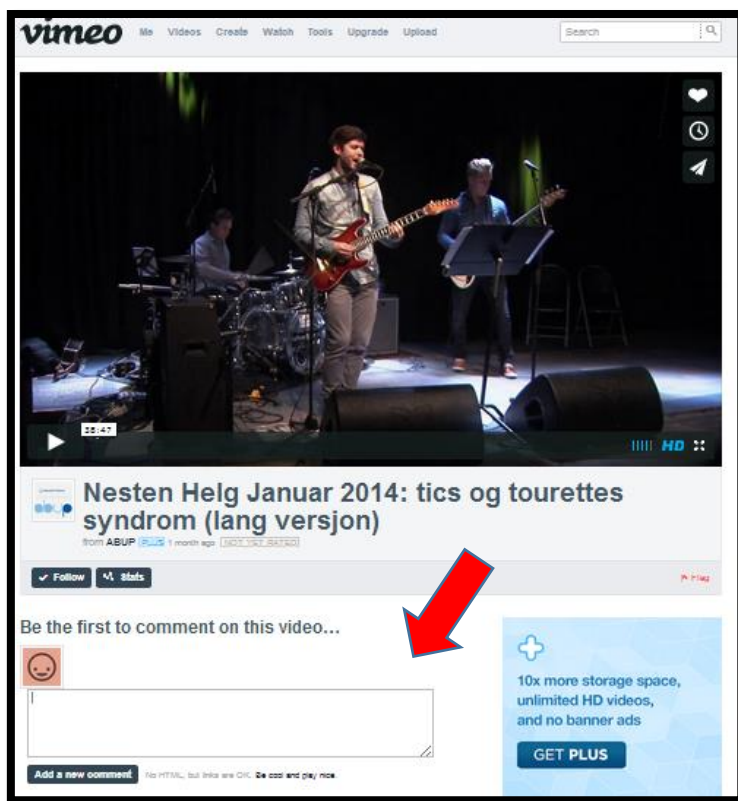 vimeo Me Videos Create Watch Tools Upgrade Upload Search
38:47
HD
Nesten Helg Januar 2014: tics og tourettes
syndrom (lang versjon)
from ABUP PLUS 1 month ago NOT YET RATED
Follow Stats Flag
Be the first to comment on this video...
10x more storage space,
unlimited HD videos,
and no banner ads
GET PLUS
Add a new comment No HTML, but links are OK. Be cool and play nice.